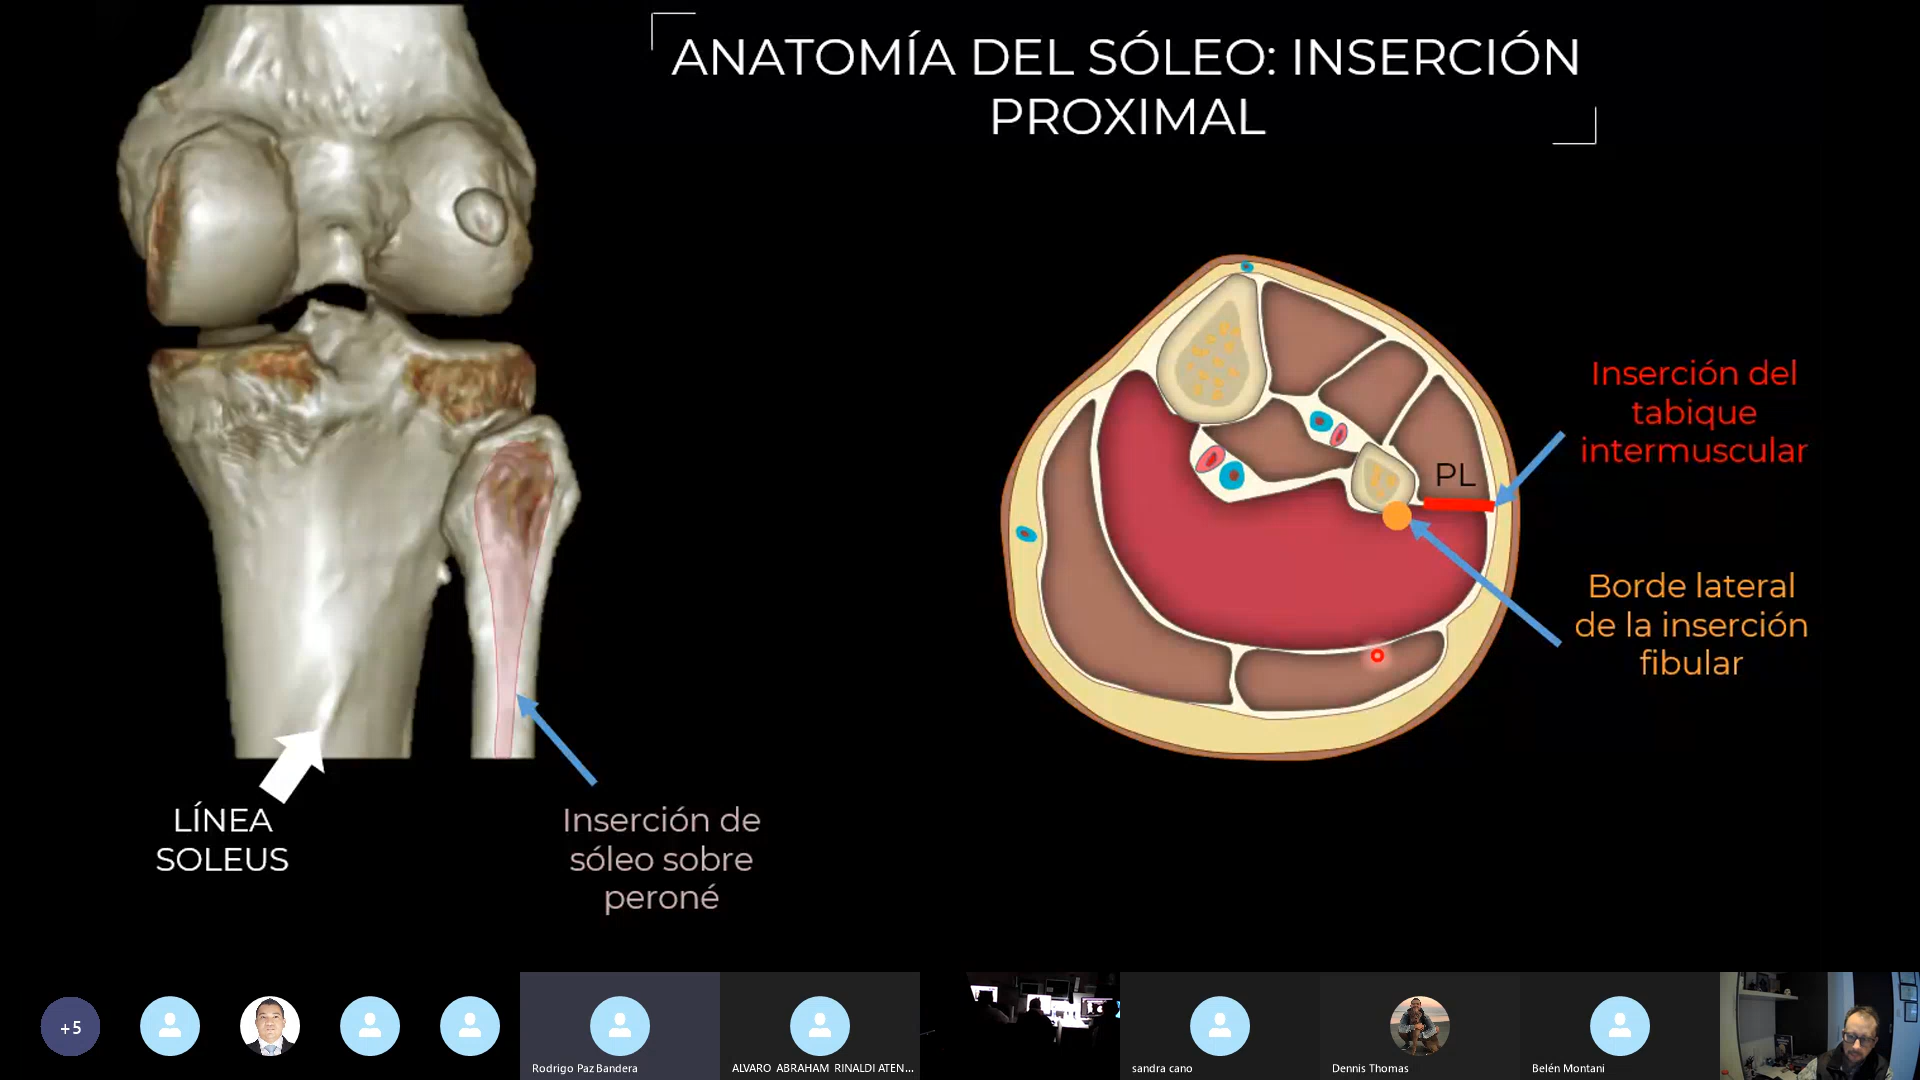 ANATOMÍA DEL SÓLEO: INSERCIÓN
PROXIMAL
Inserción del
tabique
intermuscular
PL
Borde lateral
de la inserción
fibular
LÍNEA
SOLEUS
Inserción de
sóleo sobre
peroné
+5
Rodrigo Paz Bandera
ALVARO ABRAHAM RINALDI ATEN...
sandra cano
Dennis Thomas
Belén Montani